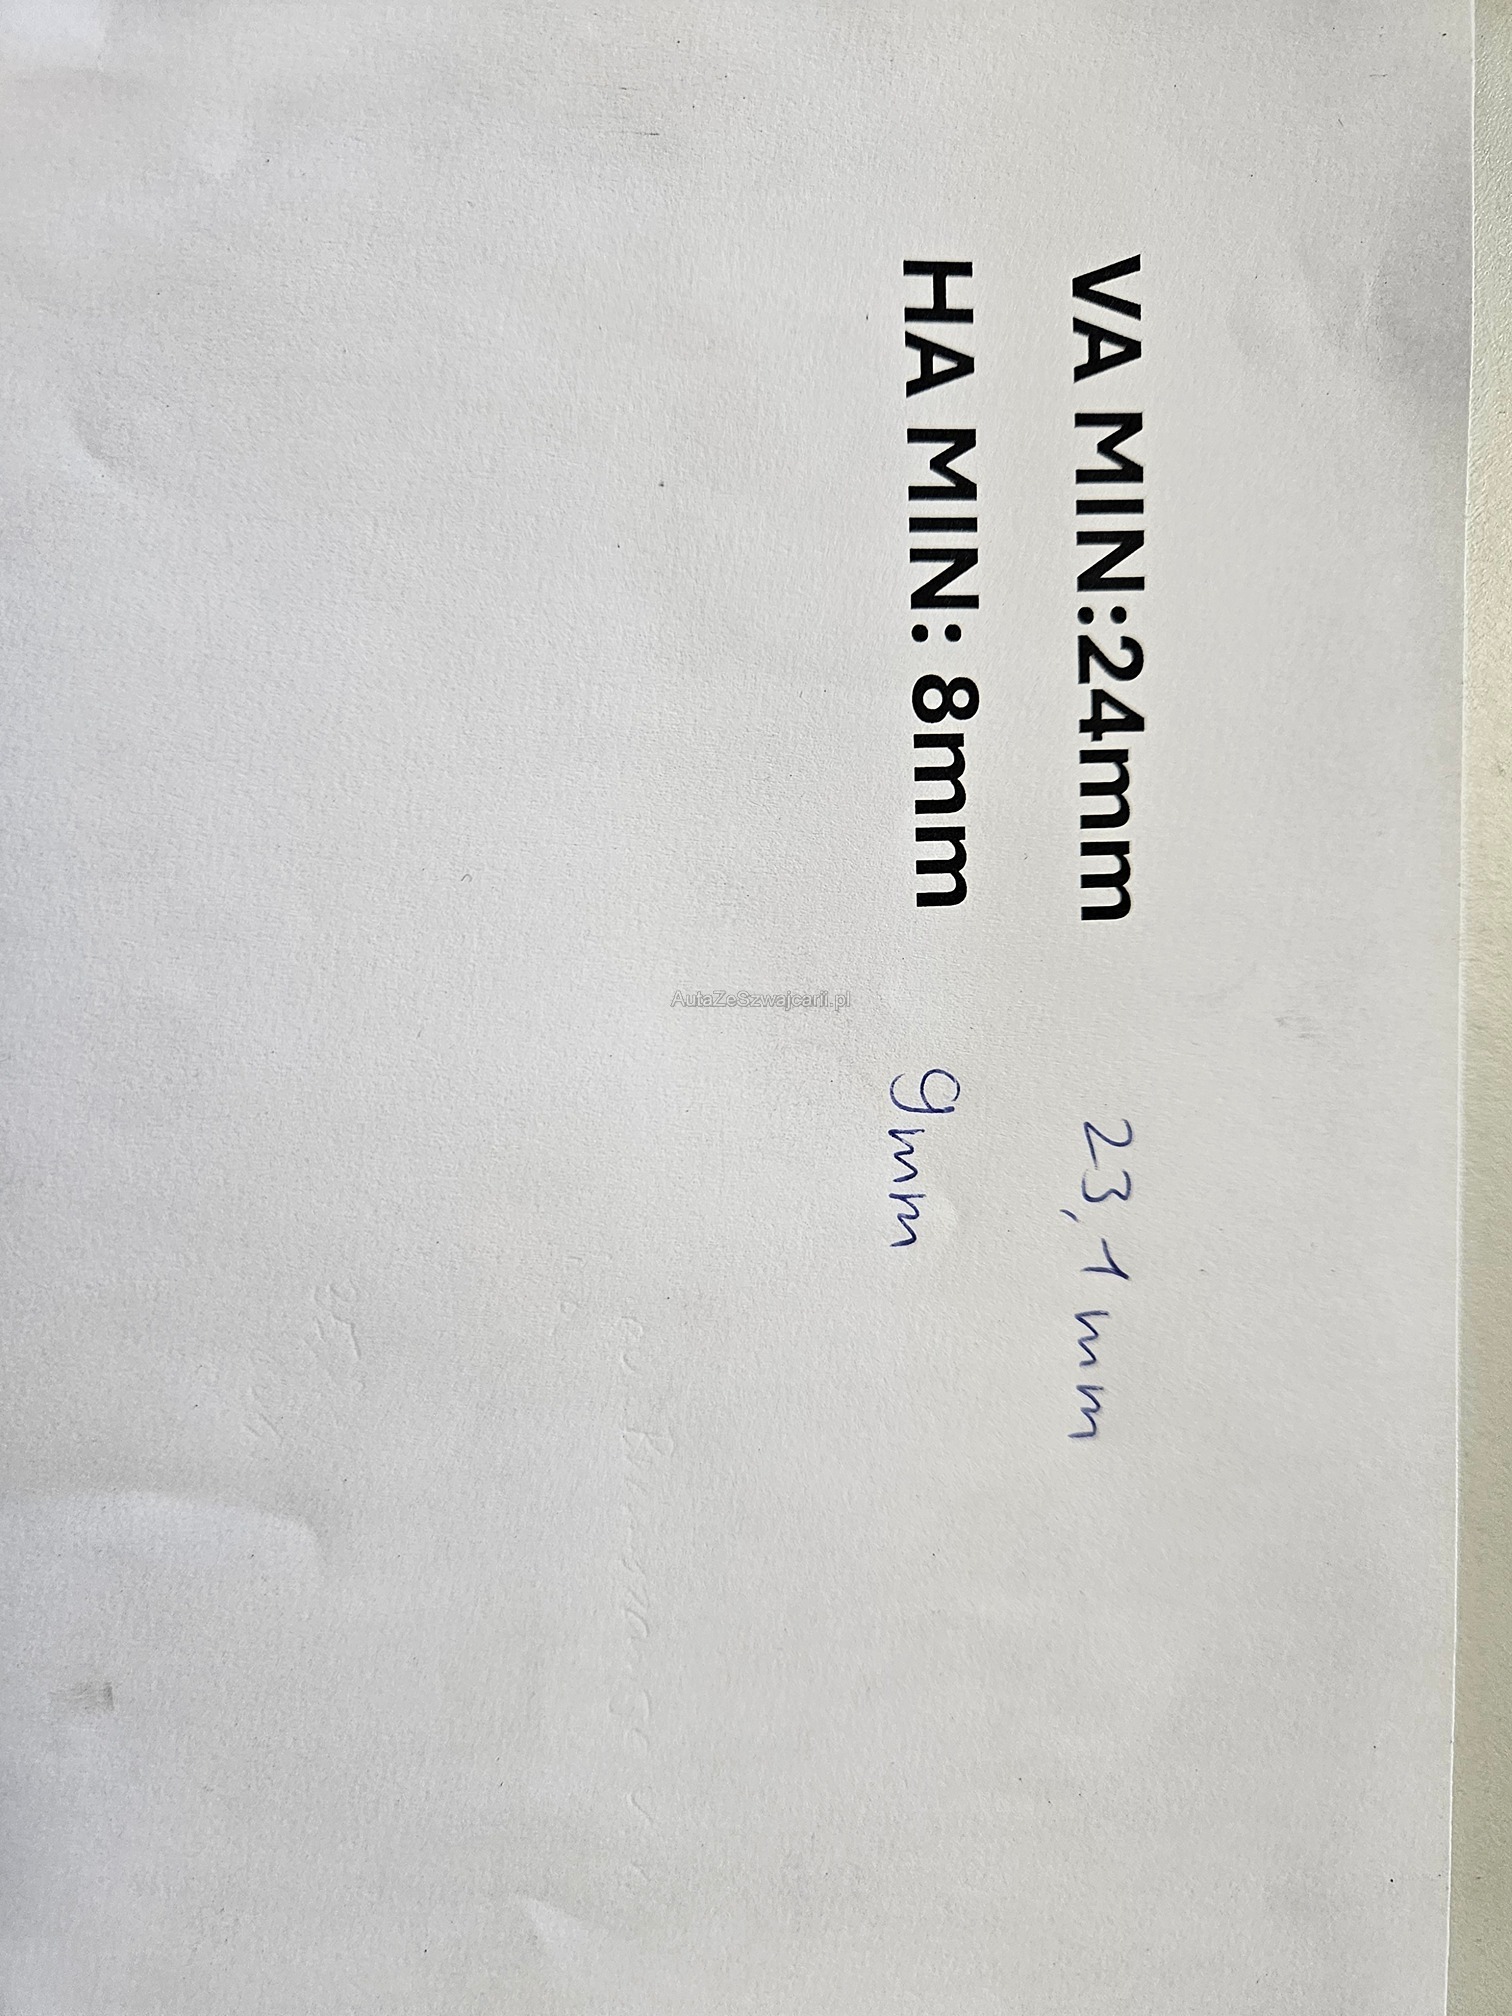 VA MIN:24mm 23,1 mm
HA MIN: 8mm 9mm
AutaZeSzwajcarii.pl